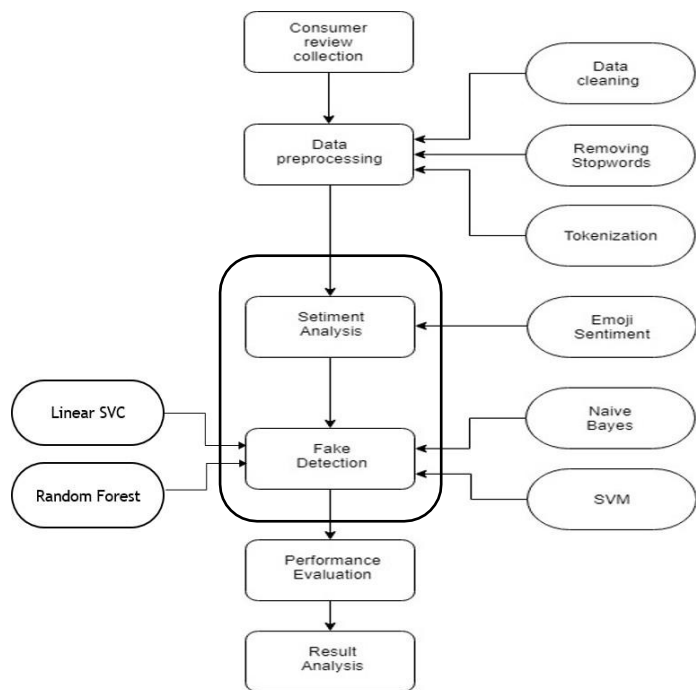 Consumer
review
collection
Data
cleaning
Data
preprocessing
Removing
Stopwords
Tokenization
Setiment
Analysis
Emoji
Sentiment
Linear SVC
Naive
Bayes
Fake
Detection
Random Forest
SVM
Performance
Evaluation
Result
Analysis